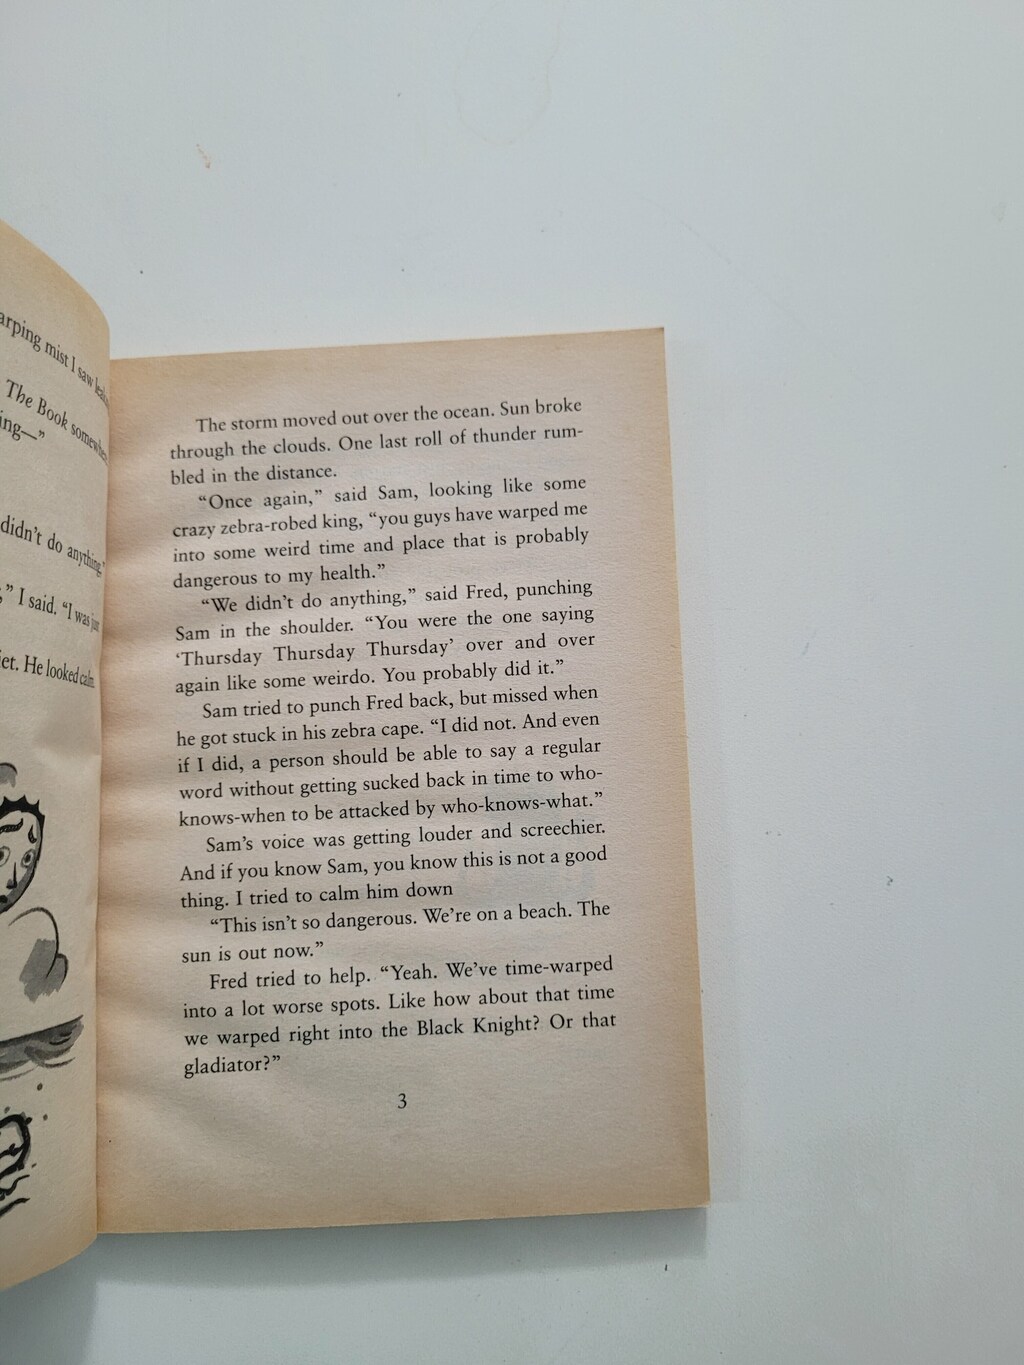 arping mist I saw
The Book
ing—”
didn't do anything,”
” I said. “I was just
iet. He looked calm.
The storm moved out over the ocean. Sun broke
through the clouds. One last roll of thunder rum-
bled in the distance.
“Once again,” said Sam, looking like some
crazy zebra-robed king, “you guys have warped me
into some weird time and place that is probably
dangerous to my health.”
“We didn't do anything,” said Fred, punching
Sam in the shoulder. “You were the one saying
‘Thursday Thursday Thursday’ over and over
again like some weirdo. You probably did it.”
Sam tried to punch Fred back, but missed when
he got stuck in his zebra cape. “I did not. And even
if I did, a person should be able to say a regular
word without getting sucked back in time to who-
knows-when to be attacked by who-knows-what.”
Sam's voice was getting louder and screechier.
And if you know Sam, you know this is not a good
thing. I tried to calm him down
“This isn't so dangerous. We're on a beach. The
sun is out now.”
Fred tried to help. “Yeah. We've time-warped
into a lot worse spots. Like how about that time
we warped right into the Black Knight? Or that
gladiator?”
3